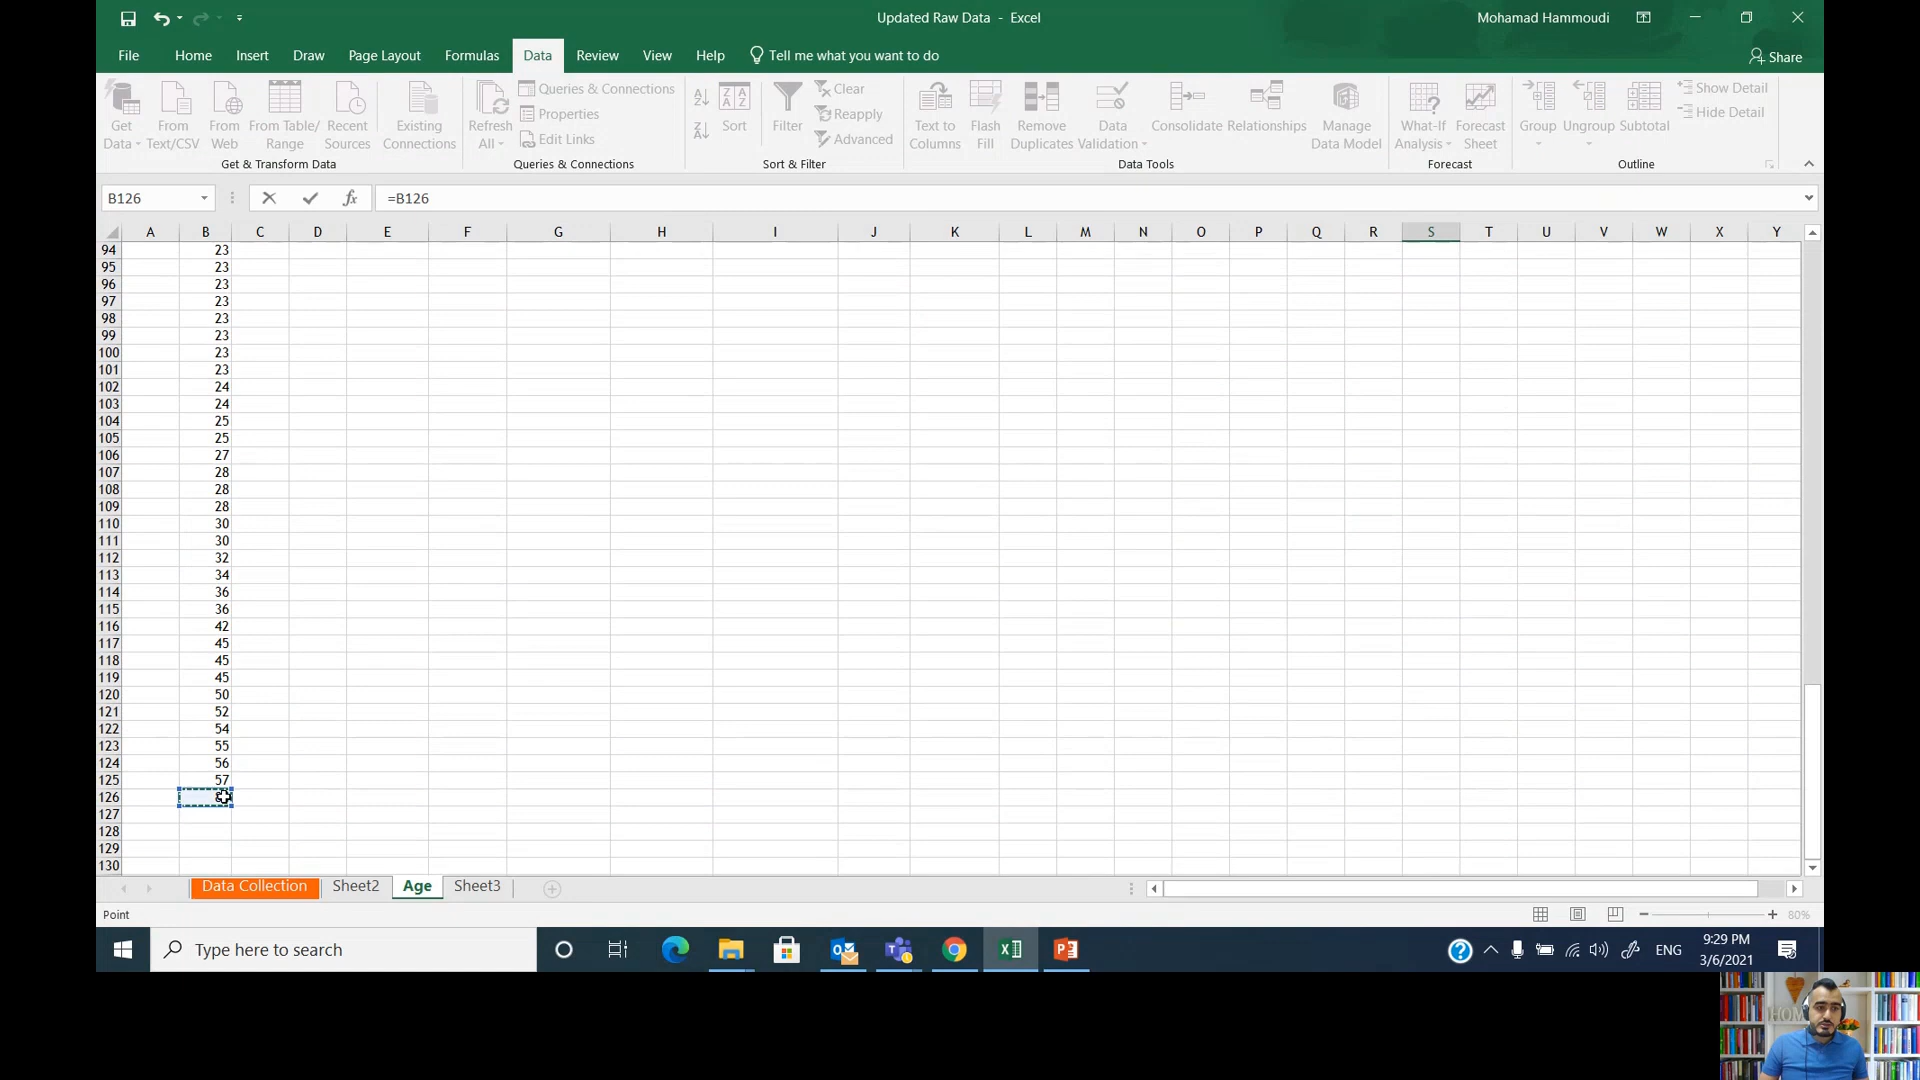 Updated Raw Data - Excel
Mohamad Hammoudi
File Home Insert Draw Page Layout Formulas Data Review View Help Tell me what you want to do
Share
Get Data
From Text/CSV
From Web
From Table/ Range
Recent Sources
Existing Connections
Get & Transform Data
Refresh All
Queries & Connections
Properties
Edit Links
Queries & Connections
Sort
Filter
Clear
Reapply
Advanced
Sort & Filter
Text to Columns
Flash Fill
Remove Duplicates
Data Validation
Consolidate
Relationships
Manage Data Model
Data Tools
What-If Analysis
Forecast Sheet
Forecast
Group
Ungroup
Subtotal
Show Detail
Hide Detail
Outline
B126 fx =B126
A B C D E F G H I J K L M N O P Q R S T U V W X Y
94 23
95 23
96 23
97 23
98 23
99 23
100 23
101 23
102 24
103 24
104 25
105 25
106 27
107 28
108 28
109 28
110 30
111 30
112 32
113 34
114 36
115 36
116 42
117 45
118 45
119 45
120 50
121 52
122 54
123 55
124 56
125 57
126
127
128
129
130
Data Collection Sheet2 Age Sheet3
Point
80%
Type here to search
ENG
9:29 PM
3/6/2021